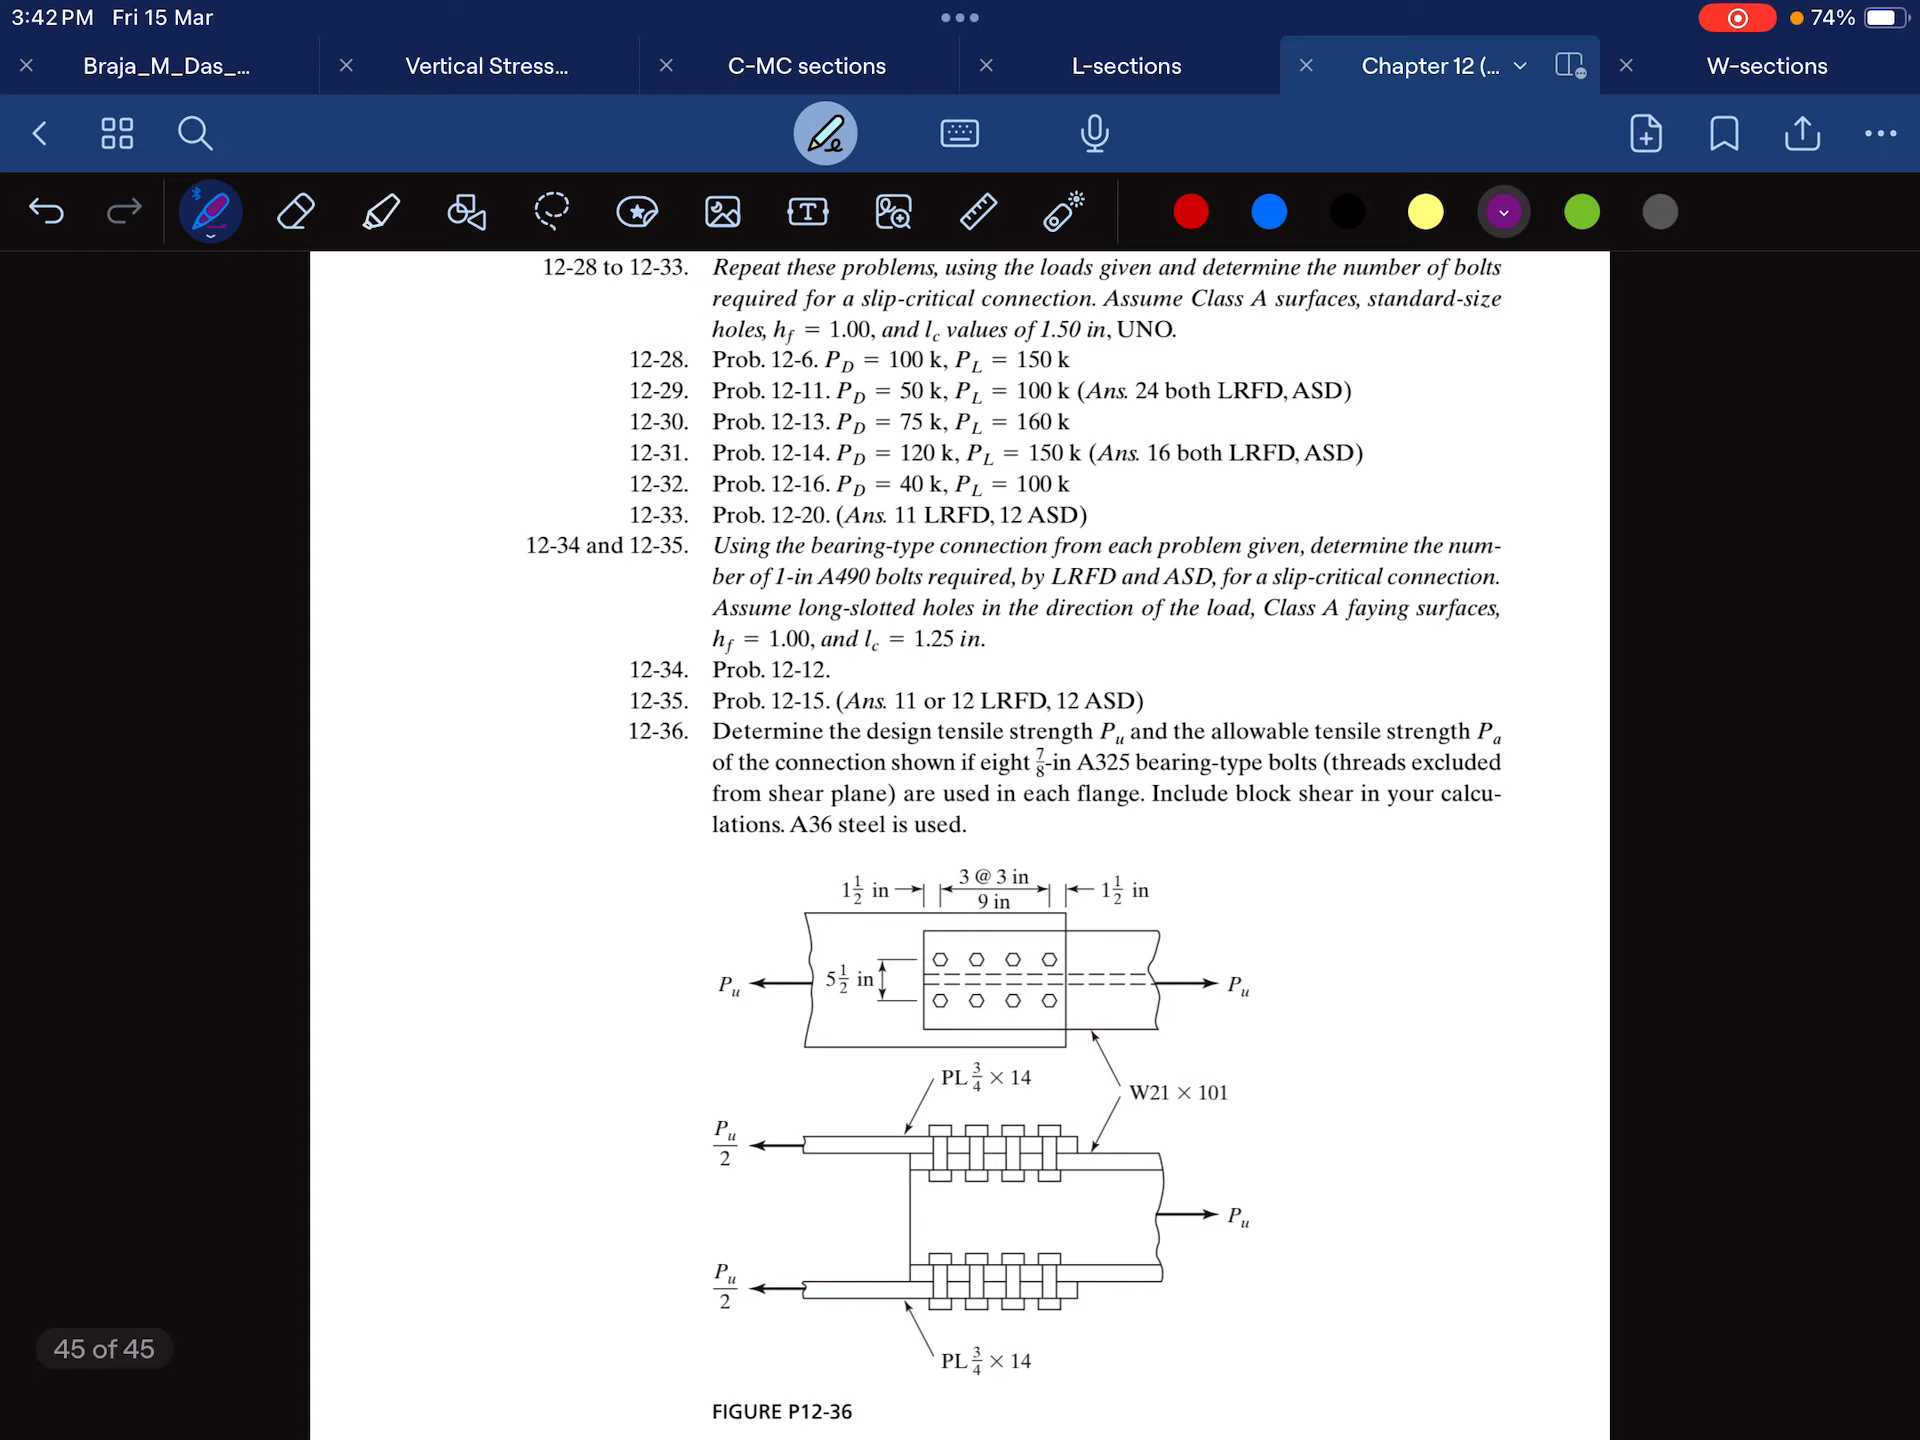 3:42 PM Fri 15 Mar
74%
Braja_M_Das_...
Vertical Stress...
C-MC sections
L-sections
Chapter 12 (...
W-sections
12-28 to 12-33. Repeat these problems, using the loads given and determine the number of bolts
required for a slip-critical connection. Assume Class A surfaces, standard-size
holes, h_f = 1.00, and l_c values of 1.50 in, UNO.
12-28. Prob. 12-6. P_D = 100 k, P_L = 150 k
12-29. Prob. 12-11. P_D = 50 k, P_L = 100 k (Ans. 24 both LRFD, ASD)
12-30. Prob. 12-13. P_D = 75 k, P_L = 160 k
12-31. Prob. 12-14. P_D = 120 k, P_L = 150 k (Ans. 16 both LRFD, ASD)
12-32. Prob. 12-16. P_D = 40 k, P_L = 100 k
12-33. Prob. 12-20. (Ans. 11 LRFD, 12 ASD)
12-34 and 12-35. Using the bearing-type connection from each problem given, determine the num-
ber of 1-in A490 bolts required, by LRFD and ASD, for a slip-critical connection.
Assume long-slotted holes in the direction of the load, Class A faying surfaces,
h_f = 1.00, and l_c = 1.25 in.
12-34. Prob. 12-12.
12-35. Prob. 12-15. (Ans. 11 or 12 LRFD, 12 ASD)
12-36. Determine the design tensile strength P_u and the allowable tensile strength P_a
of the connection shown if eight 7/8-in A325 bearing-type bolts (threads excluded
from shear plane) are used in each flange. Include block shear in your calcu-
lations. A36 steel is used.
1 1/2 in
3 @ 3 in
9 in
1 1/2 in
P_u
5 1/2 in
P_u
PL 3/4 × 14
W21 × 101
P_u/2
P_u
P_u/2
PL 3/4 × 14
45 of 45
FIGURE P12-36